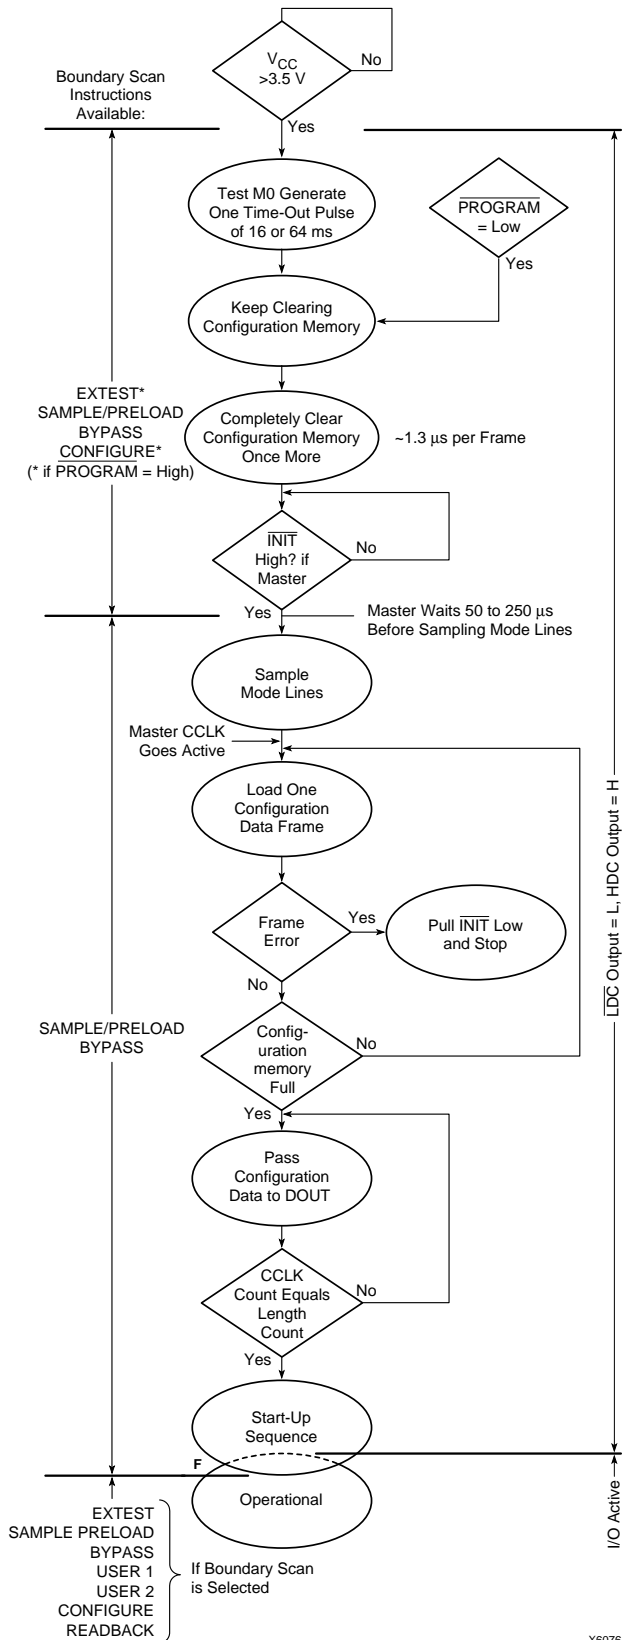 VCC
>3.5 V
No
Boundary Scan
Instructions
Available:
Yes
Test M0 Generate
One Time-Out Pulse
of 16 or 64 ms
PROGRAM
= Low
Yes
Keep Clearing
Configuration Memory
EXTEST*
SAMPLE/PRELOAD
BYPASS
CONFIGURE*
(* if PROGRAM = High)
Completely Clear
Configuration Memory
Once More
~1.3 μs per Frame
INIT
High? if
Master
No
Yes
Master Waits 50 to 250 μs
Before Sampling Mode Lines
Sample
Mode Lines
Master CCLK
Goes Active
Load One
Configuration
Data Frame
LDC Output = L, HDC Output = H
Frame
Error
Yes
Pull INIT Low
and Stop
No
SAMPLE/PRELOAD
BYPASS
Config-
uration
memory
Full
No
Yes
Pass
Configuration
Data to DOUT
CCLK
Count Equals
Length
Count
No
Yes
Start-Up
Sequence
F
Operational
I/O Active
EXTEST
SAMPLE PRELOAD
BYPASS
USER 1
USER 2
CONFIGURE
READBACK
If Boundary Scan
is Selected
X6076